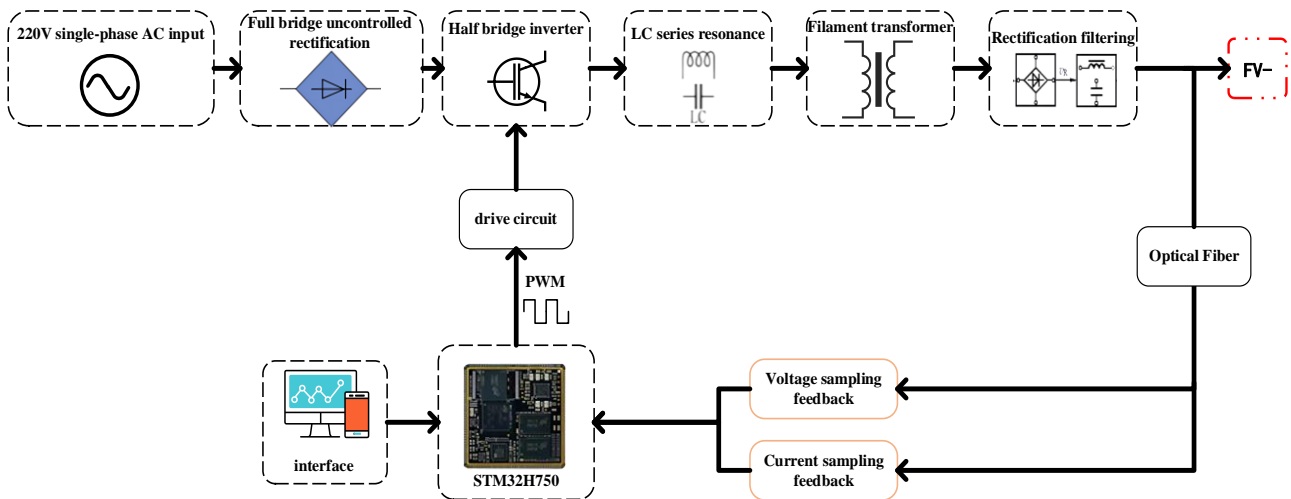 220V single-phase AC input
Full bridge uncontrolled
rectification
Half bridge inverter
LC series resonance
LC
Filament transformer
Rectification filtering
FV-
drive circuit
Optical Fiber
PWM
Voltage sampling
feedback
Current sampling
feedback
interface
STM32H750